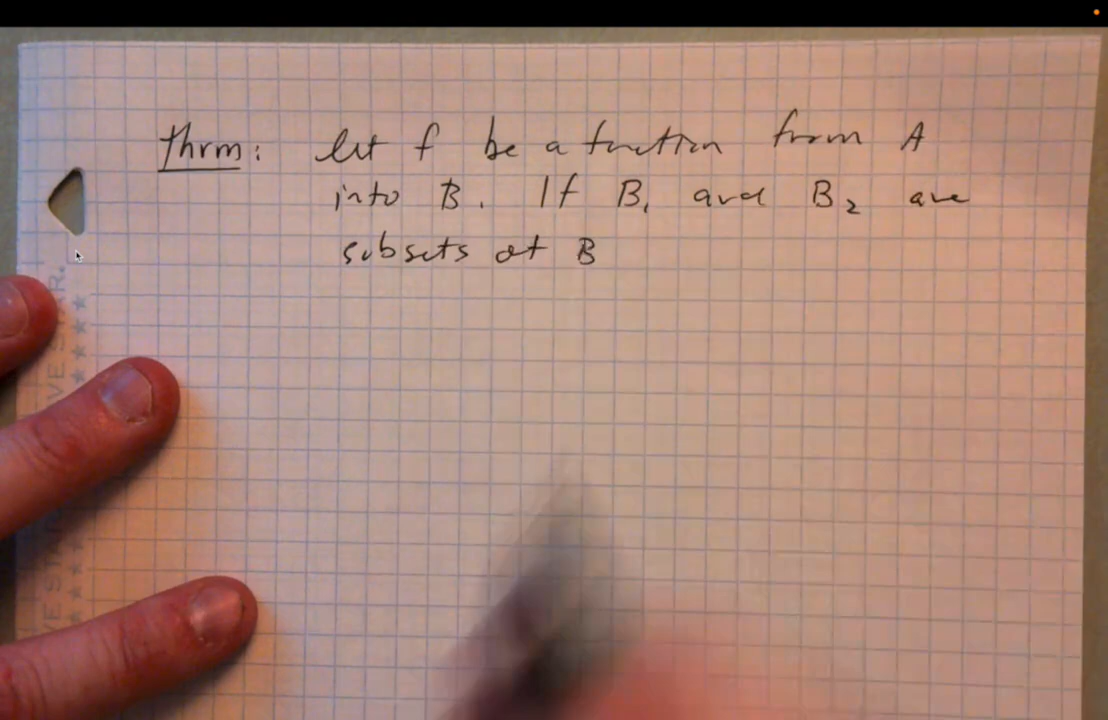 Thrm: let f be a function from A
into B. If B₁ and B₂ are
subsets of B